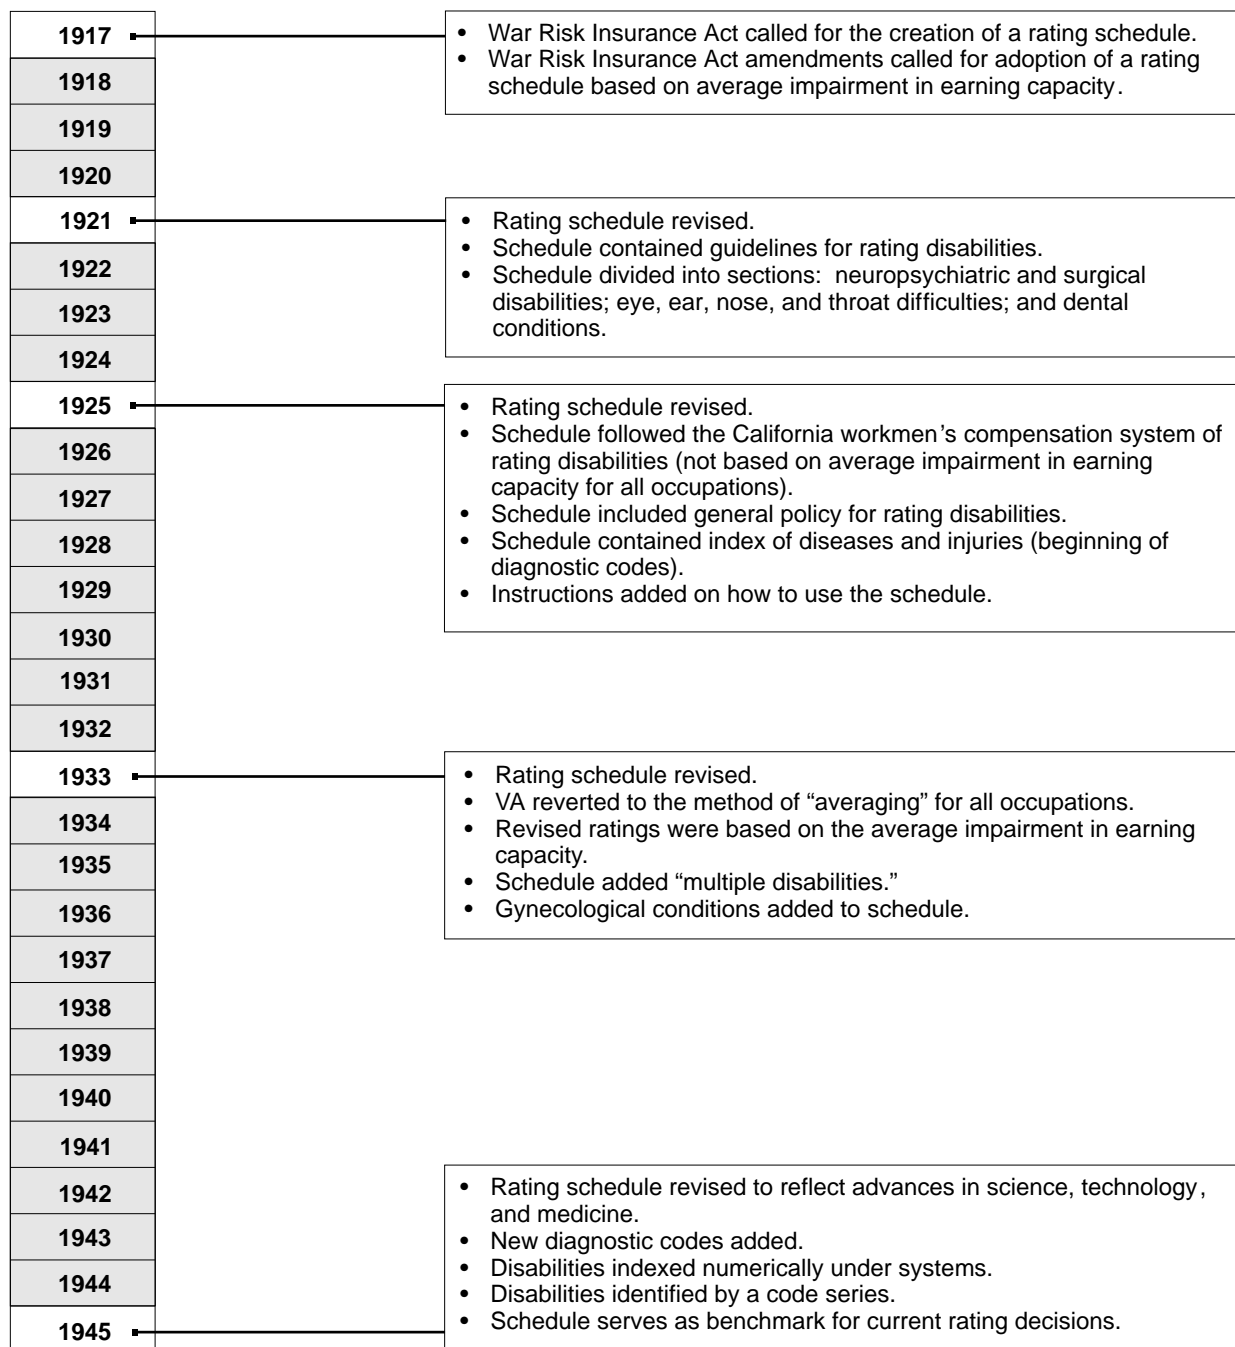 1917
• War Risk Insurance Act called for the creation of a rating schedule.
• War Risk Insurance Act amendments called for adoption of a rating
schedule based on average impairment in earning capacity.
1918
1919
1920
1921
• Rating schedule revised.
• Schedule contained guidelines for rating disabilities.
• Schedule divided into sections: neuropsychiatric and surgical
disabilities; eye, ear, nose, and throat difficulties; and dental
conditions.
1922
1923
1924
1925
• Rating schedule revised.
• Schedule followed the California workmen's compensation system of
rating disabilities (not based on average impairment in earning
capacity for all occupations).
• Schedule included general policy for rating disabilities.
• Schedule contained index of diseases and injuries (beginning of
diagnostic codes).
• Instructions added on how to use the schedule.
1926
1927
1928
1929
1930
1931
1932
1933
• Rating schedule revised.
• VA reverted to the method of “averaging” for all occupations.
• Revised ratings were based on the average impairment in earning
capacity.
• Schedule added “multiple disabilities.”
• Gynecological conditions added to schedule.
1934
1935
1936
1937
1938
1939
1940
1941
1942
1943
1944
1945
• Rating schedule revised to reflect advances in science, technology,
and medicine.
• New diagnostic codes added.
• Disabilities indexed numerically under systems.
• Disabilities identified by a code series.
• Schedule serves as benchmark for current rating decisions.